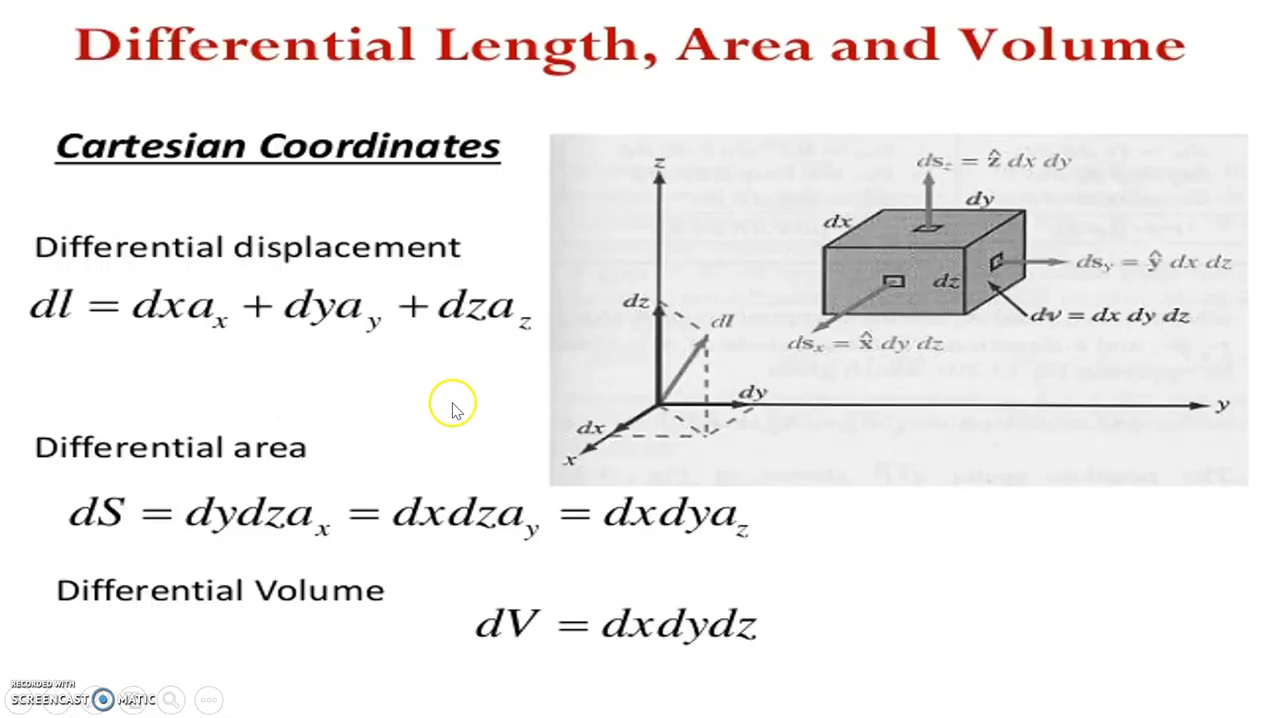 Differential Length, Area and Volume
Cartesian Coordinates
Differential displacement
dl = dxa_x + dya_y + dza_z
Differential area
dS = dydza_x = dxdza_y = dxdya_z
Differential Volume
dV = dxdydz
z
ds_z = ẑ dx dy
dy
dx
dz
ds_y = ŷ dx dz
dv = dx dy dz
ds_x = x̂ dy dz
dz
dl
dy
y
dx
x
RECORDED WITH
SCREENCAST MATIC